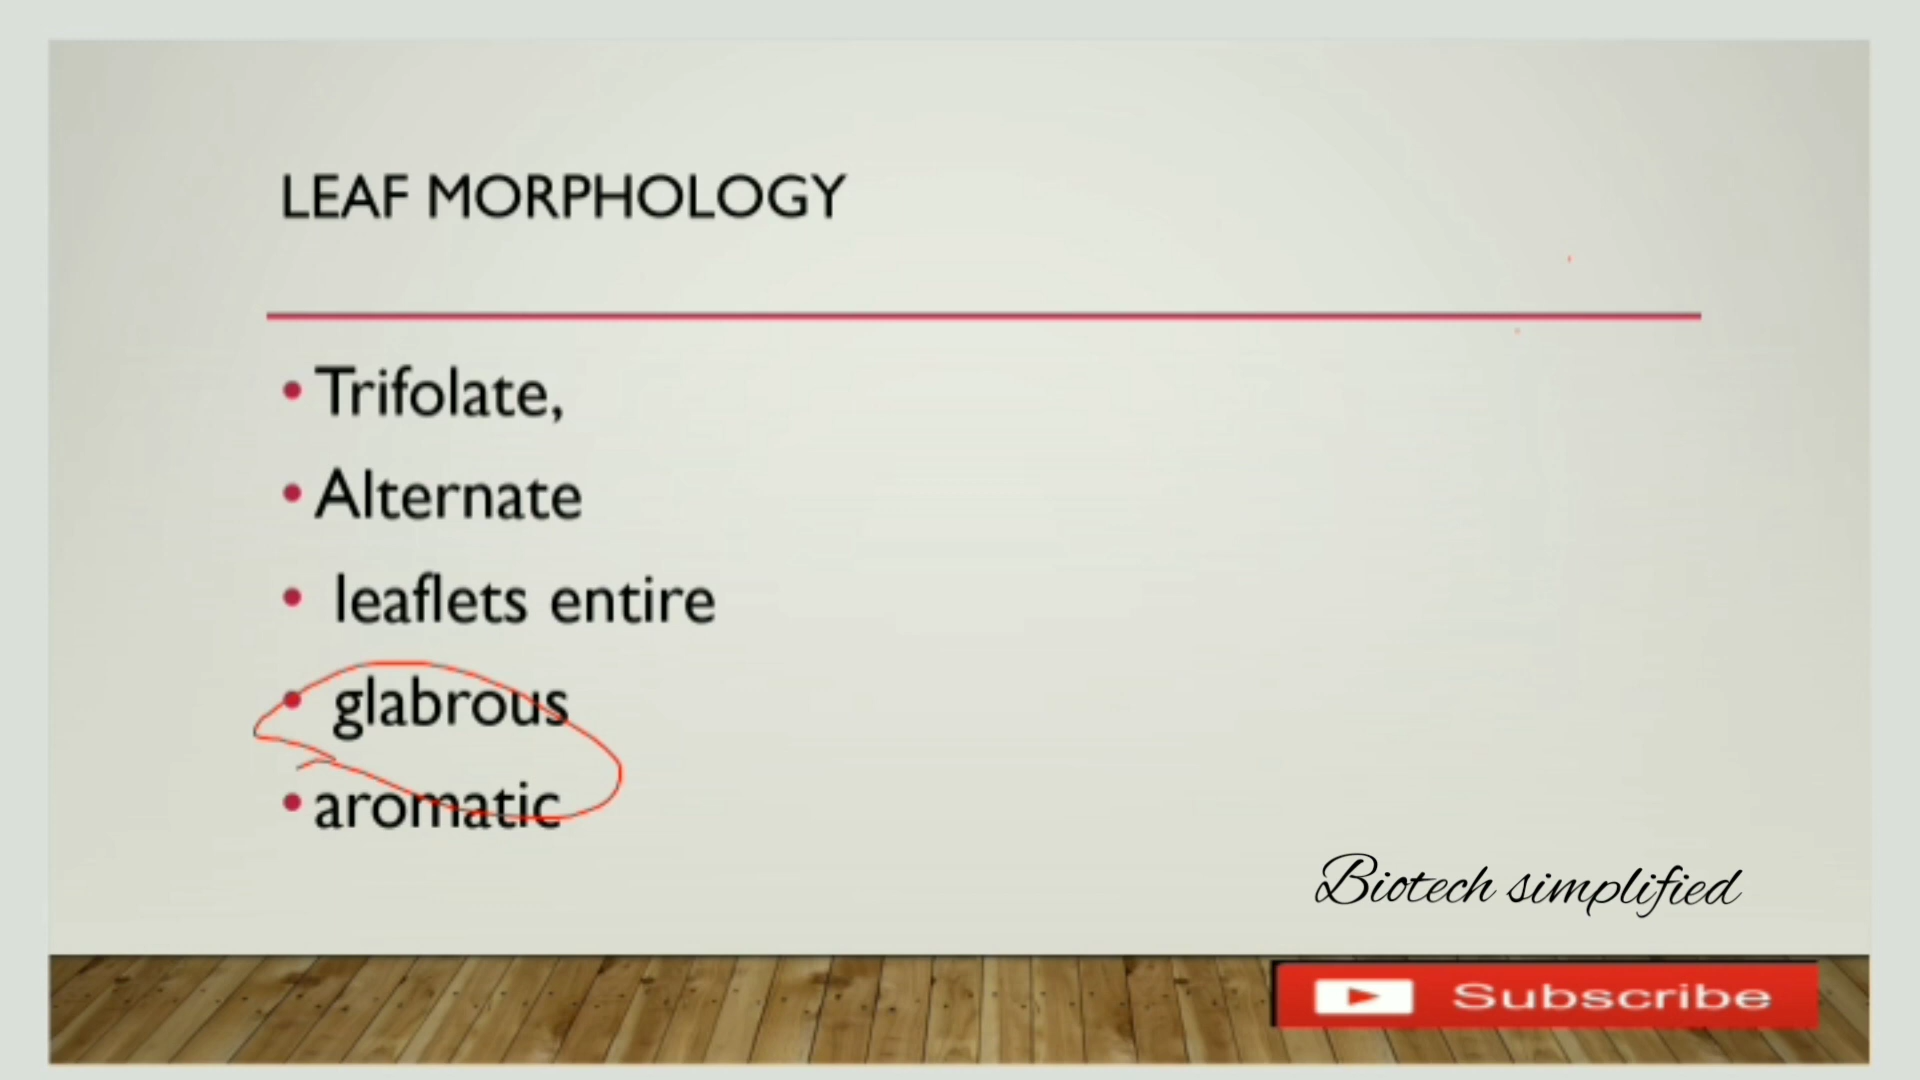 LEAF MORPHOLOGY
• Trifolate,
• Alternate
• leaflets entire
• glabrous
• aromatic
Biotech simplified
Subscribe